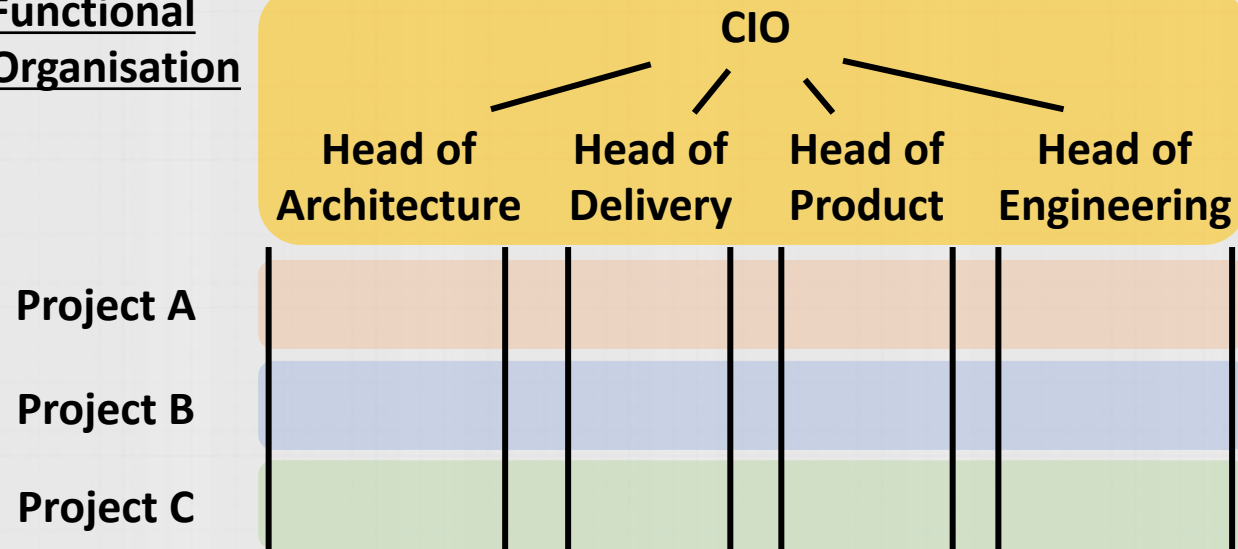 Functional
Organisation
CIO
Head of
Architecture
Head of
Delivery
Head of
Product
Head of
Engineering
Project A
Project B
Project C